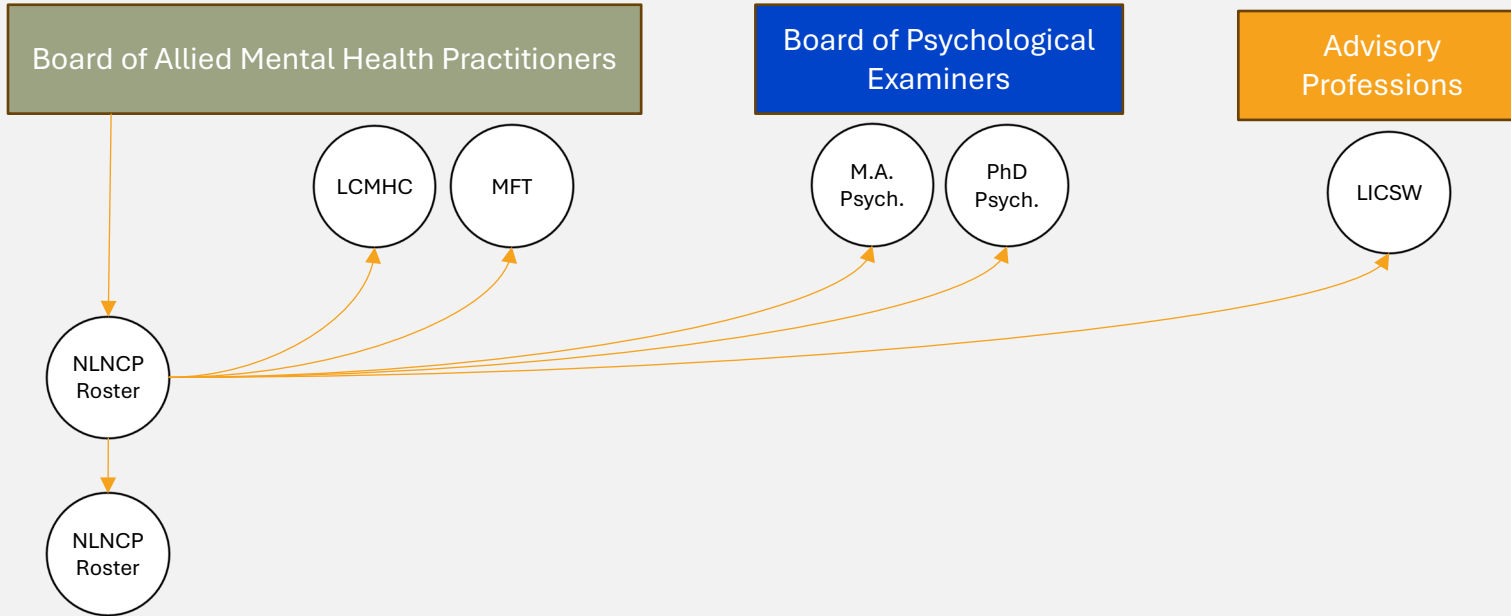 Board of Allied Mental Health Practitioners
Board of Psychological
Examiners
Advisory
Professions
LCMHC
MFT
M.A.
Psych.
PhD
Psych.
LICSW
NLNCP
Roster
NLNCP
Roster